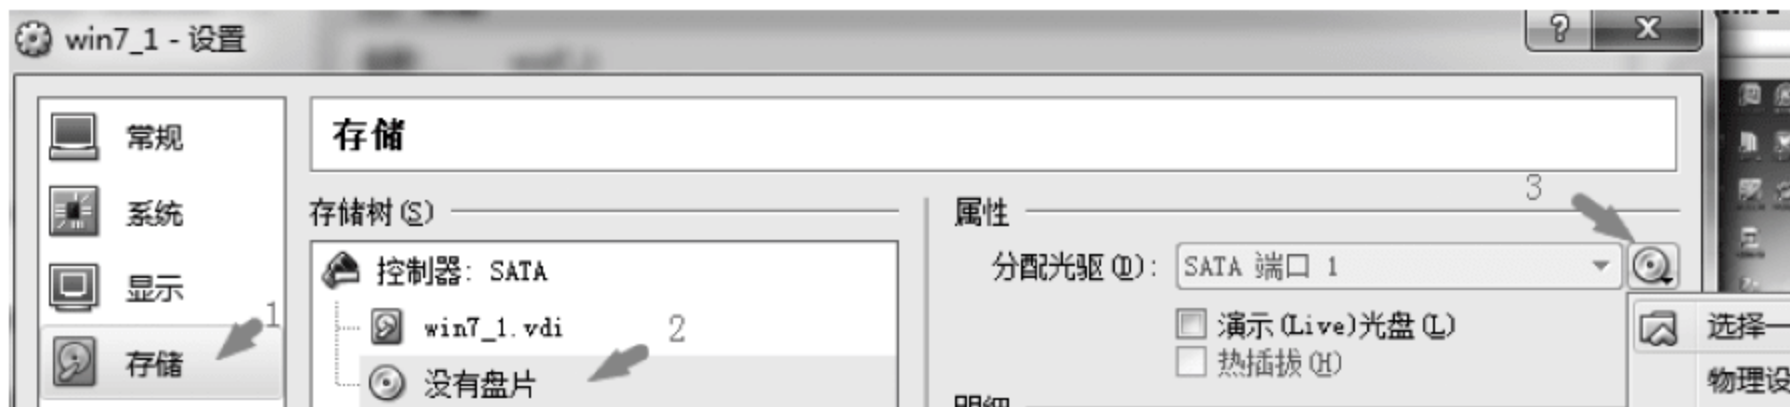 win7_1 - 设置
?
X
常规
系统
显示
存储
1
存储
存储树(S)
控制器: SATA
win7_1.vdi
没有盘片
2
属性
3
分配光驱(D):
SATA 端口 1
演示(Live)光盘(L)
热插拔(H)
选择一
物理设